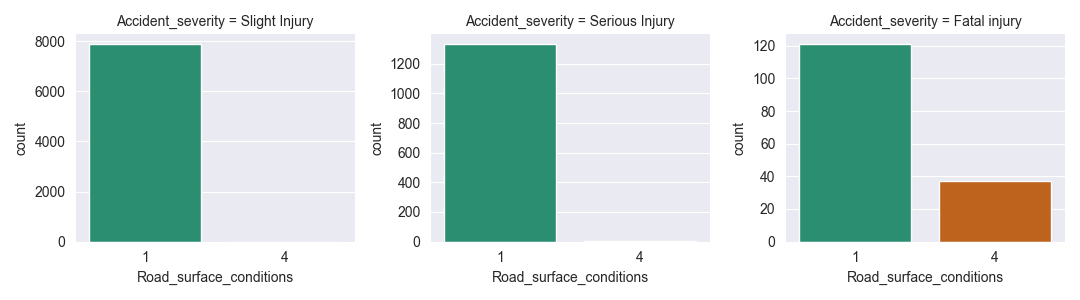 Accident_severity = Slight Injury
8000
6000
4000
2000
0
count
1 4
Road_surface_conditions
Accident_severity = Serious Injury
1200
1000
800
600
400
200
0
count
1 4
Road_surface_conditions
Accident_severity = Fatal injury
120
100
80
60
40
20
0
count
1 4
Road_surface_conditions